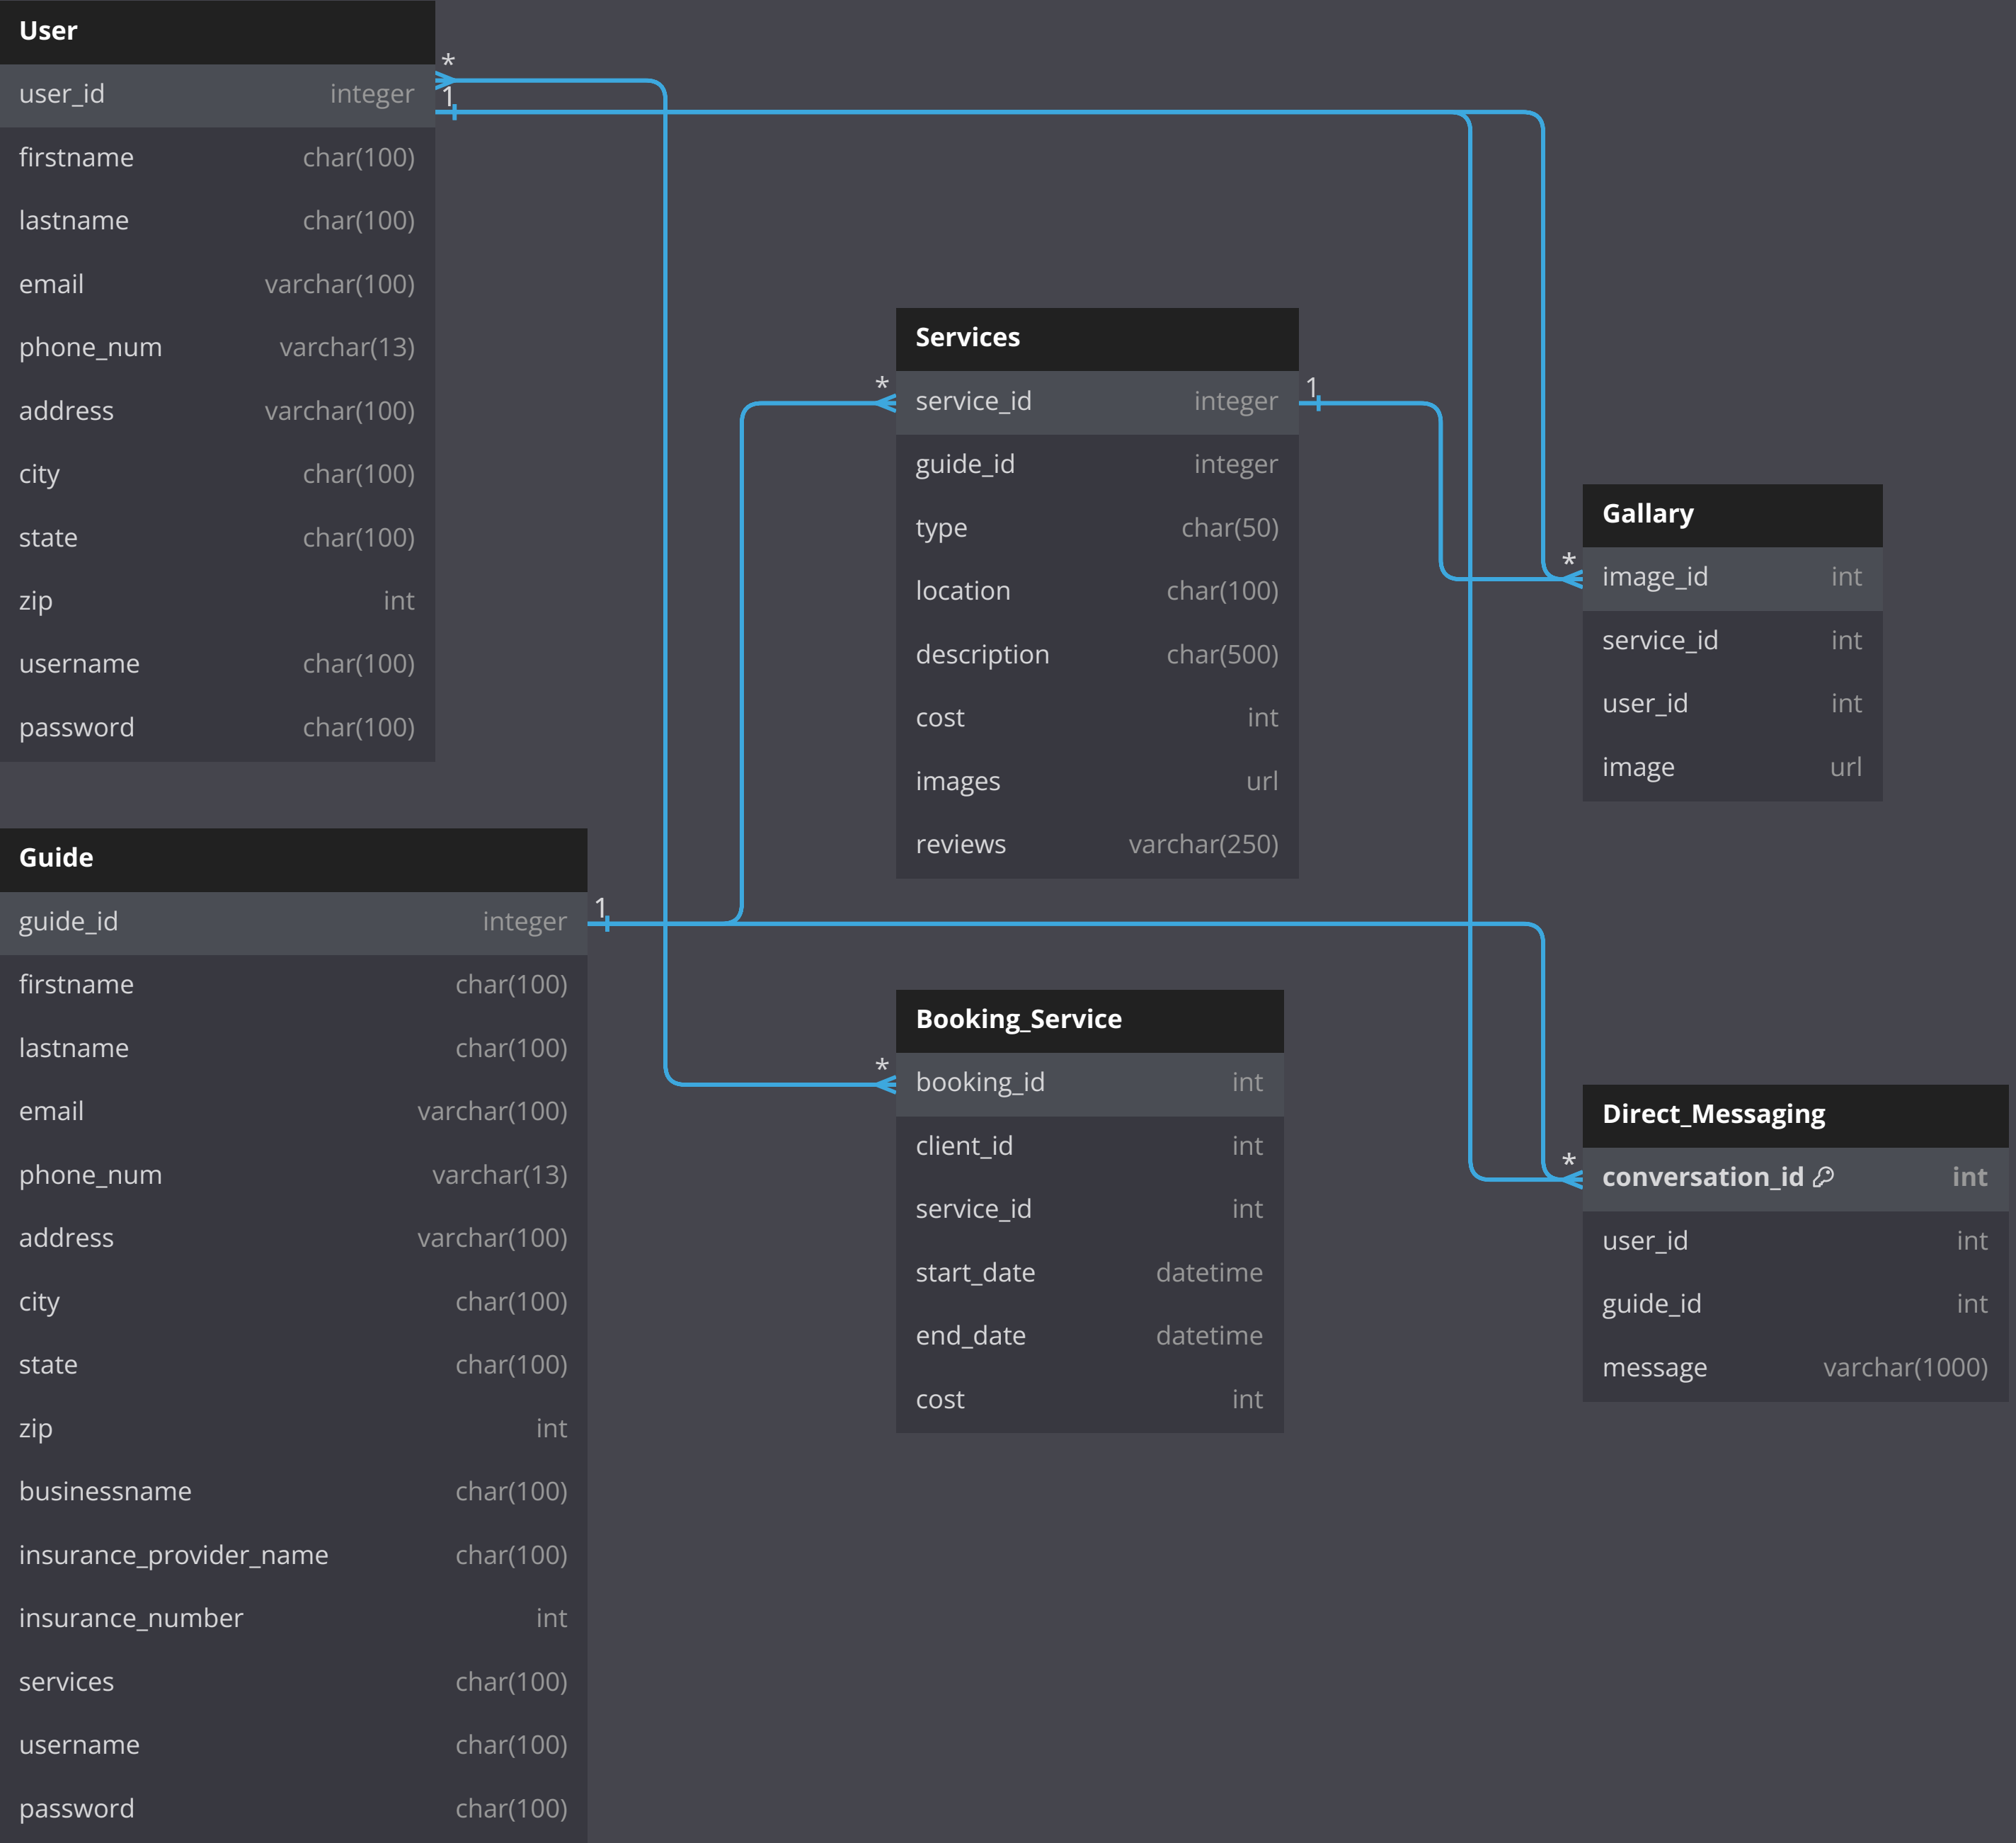 User
*
user_id integer
1
firstname char(100)
lastname char(100)
email varchar(100)
phone_num varchar(13)
address varchar(100)
city char(100)
state char(100)
zip int
username char(100)
password char(100)
Services
*
service_id integer
1
guide_id integer
type char(50)
location char(100)
description char(500)
cost int
images url
reviews varchar(250)
Gallary
*
image_id int
service_id int
user_id int
image url
Guide
guide_id integer
1
firstname char(100)
lastname char(100)
email varchar(100)
phone_num varchar(13)
address varchar(100)
city char(100)
state char(100)
zip int
businessname char(100)
insurance_provider_name char(100)
insurance_number int
services char(100)
username char(100)
password char(100)
Booking_Service
*
booking_id int
client_id int
service_id int
start_date datetime
end_date datetime
cost int
Direct_Messaging
*
conversation_id int
user_id int
guide_id int
message varchar(1000)